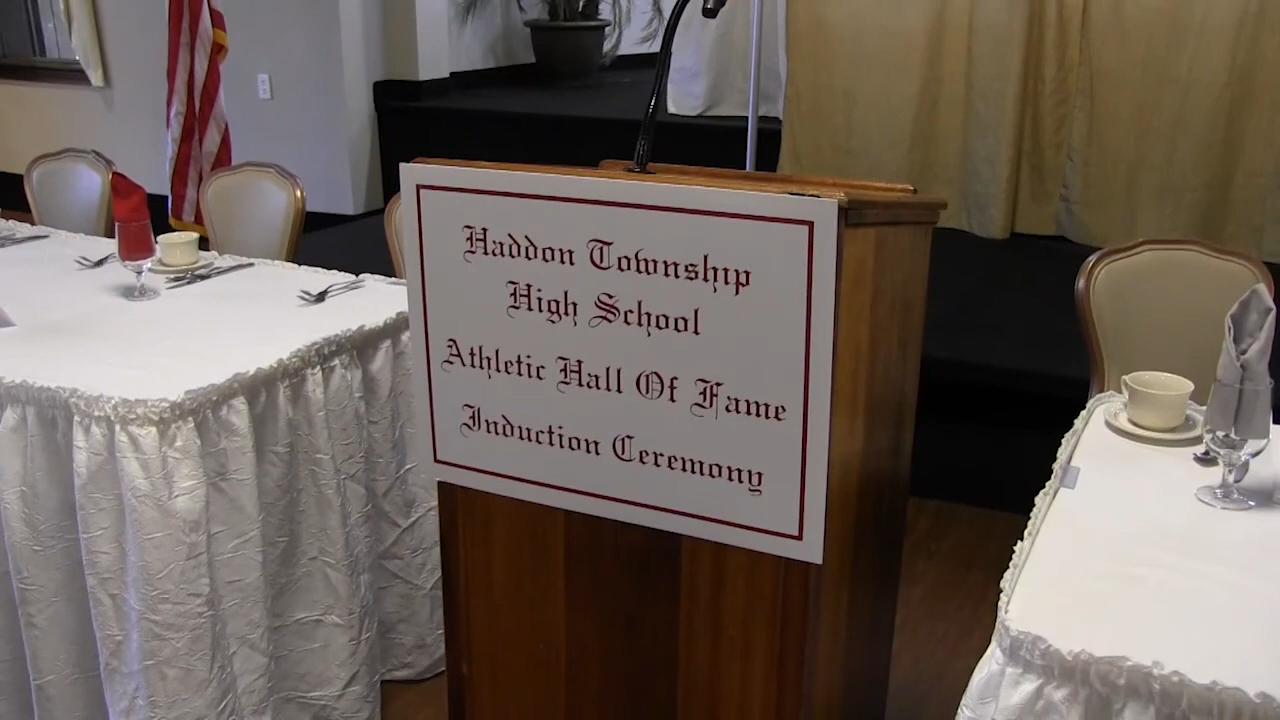 Haddon Township
High School
Athletic Hall Of Fame
Induction Ceremony